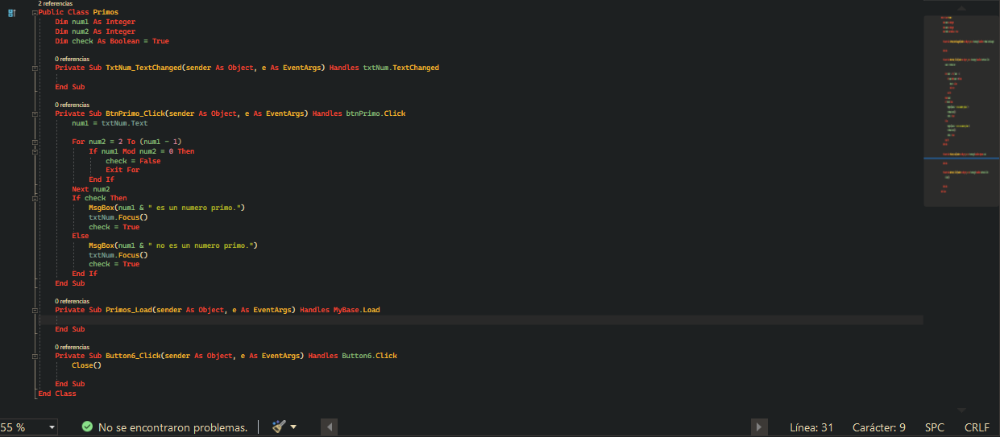 2 referencias
Public Class Primos
Dim num1 As Integer
Dim num2 As Integer
Dim check As Boolean = True
0 referencias
Private Sub TxtNum_TextChanged(sender As Object, e As EventArgs) Handles txtNum.TextChanged
End Sub
0 referencias
Private Sub BtnPrimo_Click(sender As Object, e As EventArgs) Handles btnPrimo.Click
num1 = txtNum.Text
For num2 = 2 To (num1 - 1)
If num1 Mod num2 = 0 Then
check = False
Exit For
End If
Next num2
If check Then
MsgBox(num1 & " es un numero primo.")
txtNum.Focus()
check = True
Else
MsgBox(num1 & " no es un numero primo.")
txtNum.Focus()
check = True
End If
End Sub
0 referencias
Private Sub Primos_Load(sender As Object, e As EventArgs) Handles MyBase.Load
End Sub
0 referencias
Private Sub Button6_Click(sender As Object, e As EventArgs) Handles Button6.Click
Close()
End Sub
End Class
55 % No se encontraron problemas. Línea: 31 Carácter: 9 SPC CRLF